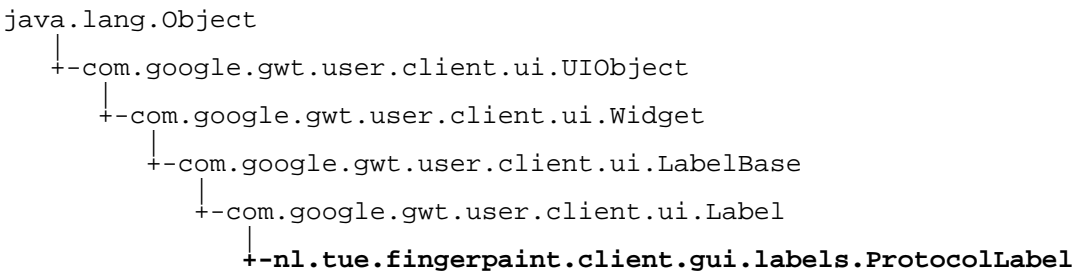 java.lang.Object
|
+-com.google.gwt.user.client.ui.UIObject
|
+-com.google.gwt.user.client.ui.Widget
|
+-com.google.gwt.user.client.ui.LabelBase
|
+-com.google.gwt.user.client.ui.Label
|
+-nl.tue.fingerpaint.client.gui.labels.ProtocolLabel